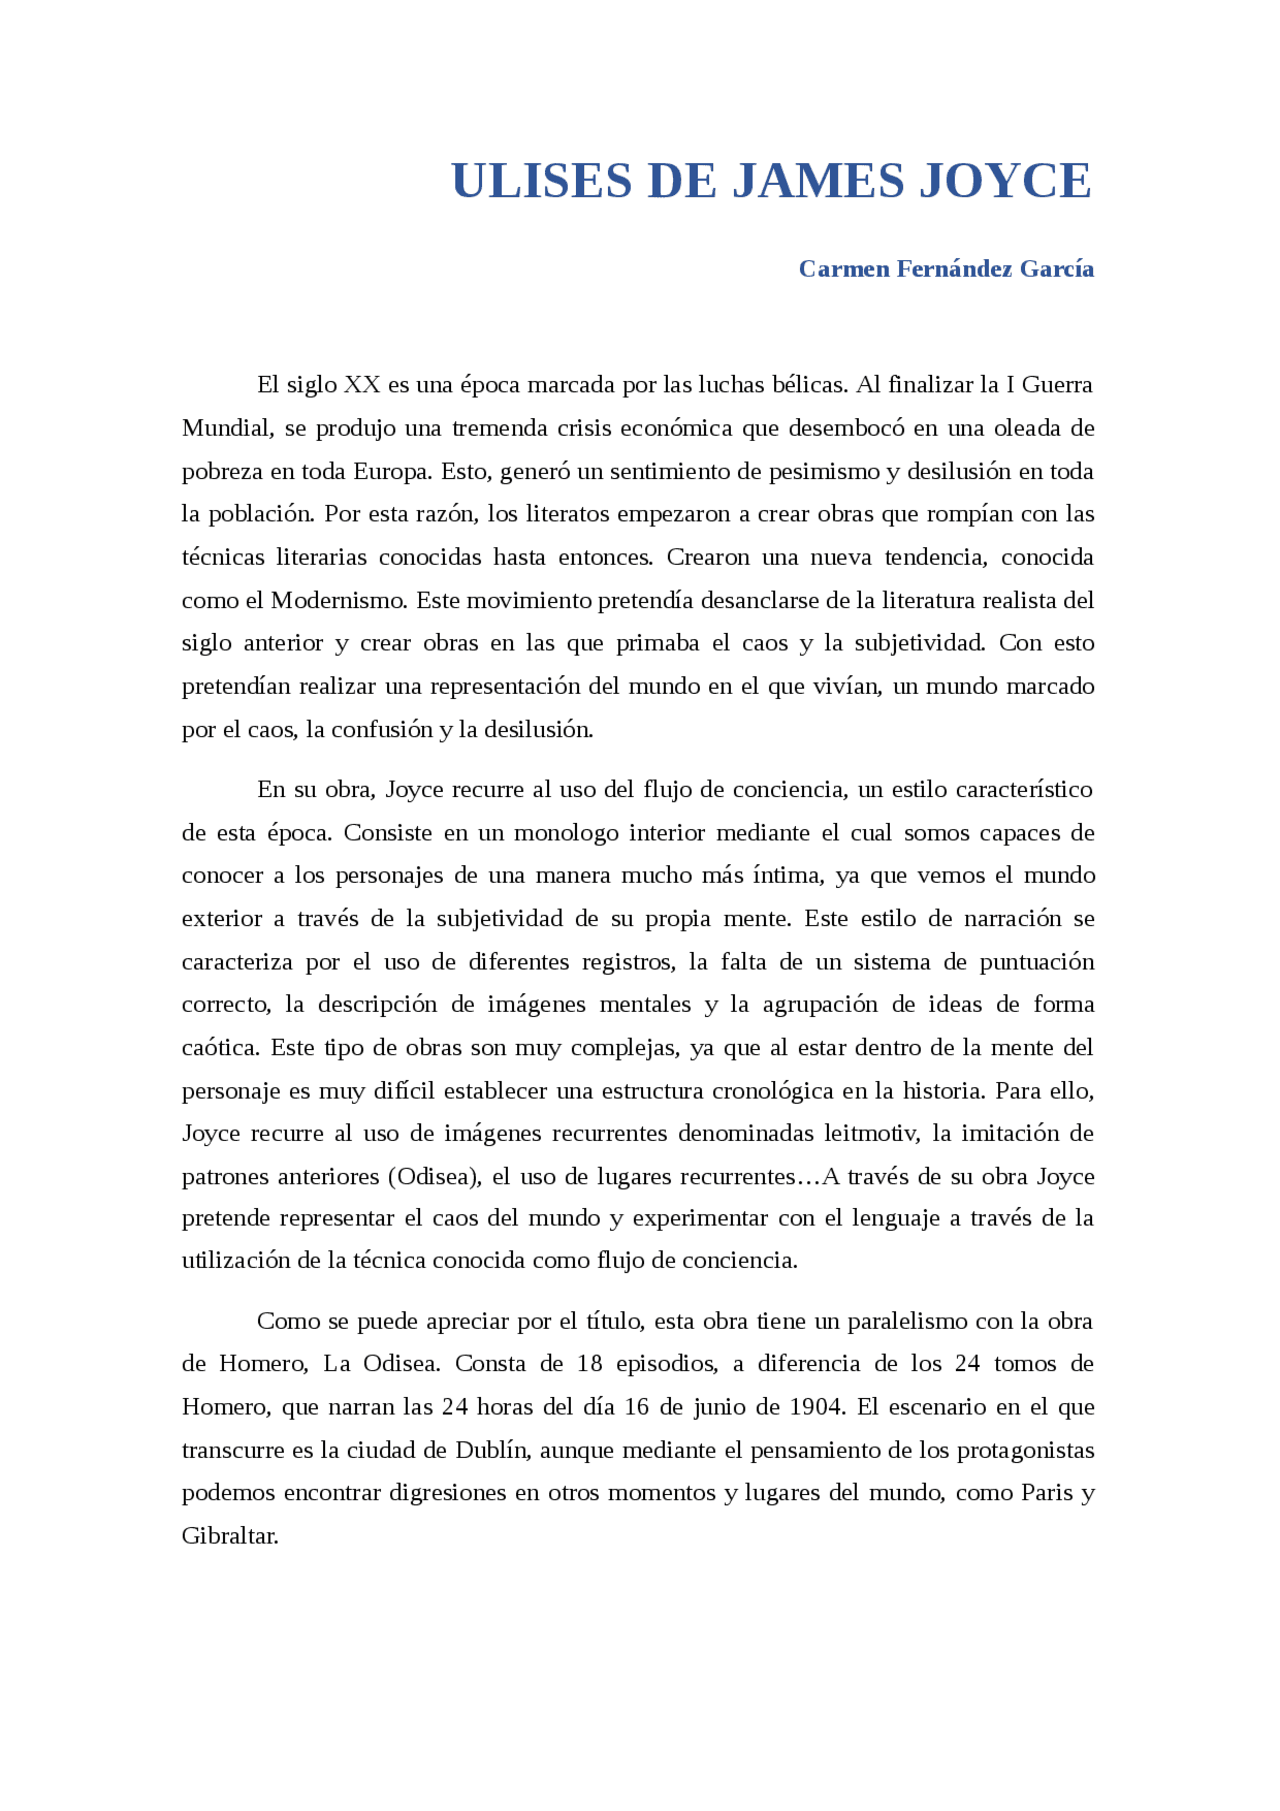 ULISES DE JAMES JOYCE
Carmen Fernández García
El siglo XX es una época marcada por las luchas bélicas. Al finalizar la I Guerra
Mundial, se produjo una tremenda crisis económica que desembocó en una oleada de
pobreza en toda Europa. Esto, generó un sentimiento de pesimismo y desilusión en toda
la población. Por esta razón, los literatos empezaron a crear obras que rompían con las
técnicas literarias conocidas hasta entonces. Crearon una nueva tendencia, conocida
como el Modernismo. Este movimiento pretendía desanclarse de la literatura realista del
siglo anterior y crear obras en las que primaba el caos y la subjetividad. Con esto
pretendían realizar una representación del mundo en el que vivían, un mundo marcado
por el caos, la confusión y la desilusión.
En su obra, Joyce recurre al uso del flujo de conciencia, un estilo característico
de esta época. Consiste en un monologo interior mediante el cual somos capaces de
conocer a los personajes de una manera mucho más íntima, ya que vemos el mundo
exterior a través de la subjetividad de su propia mente. Este estilo de narración se
caracteriza por el uso de diferentes registros, la falta de un sistema de puntuación
correcto, la descripción de imágenes mentales y la agrupación de ideas de forma
caótica. Este tipo de obras son muy complejas, ya que al estar dentro de la mente del
personaje es muy difícil establecer una estructura cronológica en la historia. Para ello,
Joyce recurre al uso de imágenes recurrentes denominadas leitmotiv, la imitación de
patrones anteriores (Odisea), el uso de lugares recurrentes…A través de su obra Joyce
pretende representar el caos del mundo y experimentar con el lenguaje a través de la
utilización de la técnica conocida como flujo de conciencia.
Como se puede apreciar por el título, esta obra tiene un paralelismo con la obra
de Homero, La Odisea. Consta de 18 episodios, a diferencia de los 24 tomos de
Homero, que narran las 24 horas del día 16 de junio de 1904. El escenario en el que
transcurre es la ciudad de Dublín, aunque mediante el pensamiento de los protagonistas
podemos encontrar digresiones en otros momentos y lugares del mundo, como Paris y
Gibraltar.